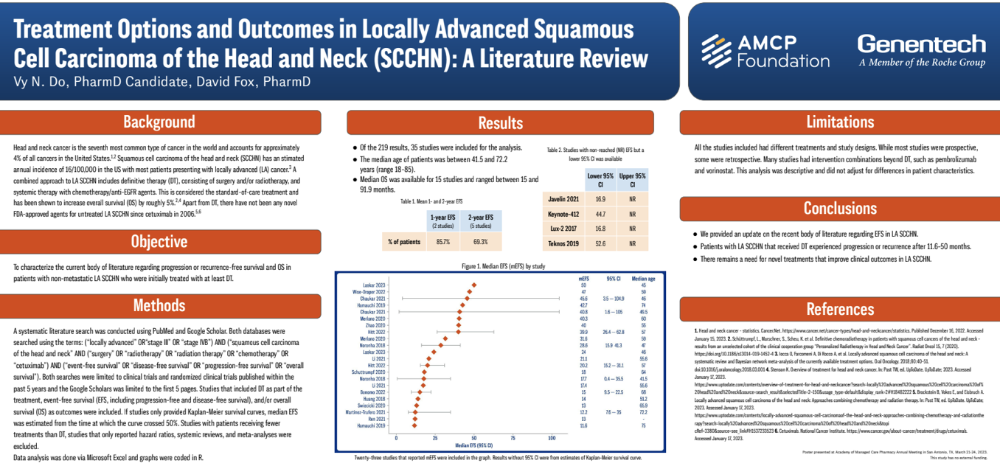 Treatment Options and Outcomes in Locally Advanced Squamous
Cell Carcinoma of the Head and Neck (SCCHN): A Literature Review
Vy N. Do, PharmD Candidate, David Fox, PharmD
AMCP
Foundation
Genentech
A Member of the Roche Group
Background
Head and neck cancer is the seventh most common type of cancer in the world and accounts for approximately
4% of all cancers in the United States.1,2 Squamous cell carcinoma of the head and neck (SCCHN) has an stimated
annual incidence of 16/100,000 in the US with most patients presenting with locally advanced (LA) cancer.3 A
combined approach to LA SCCHN includes definitive therapy (DT), consisting of surgery and/or radiotherapy, and
systemic therapy with chemotherapy/anti-EGFR agents. This is considered the standard-of-care treatment and
has been shown to increase overall survival (OS) by roughly 5%.2,4 Apart from DT, there have not been any novel
FDA-approved agents for untreated LA SCCHN since cetuximab in 2006.5,6
Objective
To characterize the current body of literature regarding progression or recurrence-free survival and OS in
patients with non-metastatic LA SCCHN who were initially treated with at least DT.
Methods
A systematic literature search was conducted using PubMed and Google Scholar. Both databases were
searched using the terms: ("locally advanced" OR"stage III" OR "stage IVB") AND ("squamous cell carcinoma
of the head and neck" AND ("surgery" OR "radiotherapy" OR "radiation therapy" OR "chemotherapy" OR
"cetuximab") AND ("event-free survival" OR "disease-free survival" OR "progression-free survival" OR "overall
survival"). Both searches were limited to clinical trials and randomized clinical trials published within the
past 5 years and the Google Scholars was limited to the first 5 pages. Studies that included DT as part of the
treatment, event-free survival (EFS, including progression-free and disease-free survival), and/or overall
survival (OS) as outcomes were included. If studies only provided Kaplan-Meier survival curves, median EFS
was estimated from the time at which the curve crossed 50%. Studies with patients receiving fewer
treatments than DT, studies that only reported hazard ratios, systemic reviews, and meta-analyses were
excluded.
Data analysis was done via Microsoft Excel and graphs were coded in R.
Results
● Of the 219 results, 35 studies were included for the analysis.
● The median age of patients was between 41.5 and 72.2
years (range 18-85).
● Median OS was available for 15 studies and ranged between 15 and
91.9 months.
Table 1. Mean 1- and 2-year EFS
1-year EFS (2 studies) 2-year EFS (5 studies)
% of patients 85.7% 69.3%
Table 2. Studies with non-reached (NR) EFS but a
lower 95% CI was available
Lower 95% CI Upper 95% CI
Javelin 2021 16.9 NR
Keynote-412 44.7 NR
Lux-2 2017 16.8 NR
Teknos 2019 52.6 NR
Figure 1. Median EFS (mEFS) by study
mEFS 95% CI Median age
Laskar 2023 50 45
Wise-Draper 2022 47 59
Chaukar 2021 45.6 3.5 — 104.9 46
Hamauchi 2019 42.7 74
Chaukar 2021 40.8 1.6 — 105 49.5
Merlano 2020 40.3 60
Zhao 2020 40 55
Hitt 2022 39.9 26.4 — 62.8 57
Merlano 2020 31.6 59
Noronha 2018 28.6 15.9 41.3 47
Laskar 2023 24 46
Li 2021 21.1 55.6
Hitt 2022 20.2 15.2 — 31.1 57
Schuttrumpf 2020 18 64
Noronha 2018 17.7 0.4 — 35.5 41.5
Li 2021 17.4 55.6
Bonomo 2022 15 9.5 — 22.5 68
Huang 2018 14 51.2
Swiecicki 2020 13 65.9
Martinez-Trufero 2021 12.2 7.6 — 35 72.2
Ren 2021 13 -
Hamauchi 2019 11.6 75
0 25 50 75 100
Median EFS (95% CI)
Twenty-three studies that reported mEFS were included in the graph. Results without 95% CI were from estimates of Kaplan-Meier survival curve.
Limitations
All the studies included had different treatments and study designs. While most studies were prospective,
some were retrospective. Many studies had intervention combinations beyond DT, such as pembrolizumab
and vorinostat. This analysis was descriptive and did not adjust for differences in patient characteristics.
Conclusions
● We provided an update on the recent body of literature regarding EFS in LA SCCHN.
● Patients with LA SCCHN that received DT experienced progression or recurrence after 11.6-50 months.
● There remains a need for novel treatments that improve clinical outcomes in LA SCCHN.
References
1. Head and neck cancer - statistics. Cancer.Net. https://www.cancer.net/cancer-types/head-and-neckcancer/statistics. Published December 16, 2022. Accessed
January 15, 2023. 2. Schüttrumpf, L., Marschner, S., Scheu, K. et al. Definitive chemoradiotherapy in patients with squamous cell cancers of the head and neck -
results from an unselected cohort of the clinical cooperation group "Personalized Radiotherapy in Head and Neck Cancer". Radiat Oncol 15, 7 (2020).
https://doi.org/10.1186/s13014-019-1452-4 3. Iocca O, Farcomeni A, Di Rocca A, et al. Locally advanced squamous cell carcinoma of the head and neck: A
systematic review and Bayesian network meta-analysis of the currently available treatment options. Oral Oncology. 2018;80:40-51.
doi:10.1016/j.oraloncology.2018.03.001 4. Stenson K. Overview of treatment for head and neck cancer. In: Post TW, ed. UpToDate. UpToDate; 2023. Accessed
January 17, 2023.
https://www.uptodate.com/contents/overview-of-treatment-for-head-and-neckcancer?search=locally%20advanced%20squamous%20cell%20carcinoma%20of%
20head%20and%20neck&source=search_result&selectedTitle=2~150&usage_type=default&display_rank=2#H18482222 5. Brockstein B, Vokes E, and Eisbruch A.
Locally advanced squamous cell carcinoma of the head and neck: Approaches combining chemotherapy and radiation therapy. In: Post TW, ed. UpToDate. UpToDate;
2023. Accessed January 17, 2023.
https://www.uptodate.com/contents/locally-advanced-squamous-cell-carcinomaof-the-head-and-neck-approaches-combining-chemotherapy-and-radiationthe
rapy?search=locally%20advanced%20squamous%20cell%20carcinoma%20of%20head%20and%20neck&topi
cRef=3380&source=see_link#H1537233523 6. Cetuximab. National Cancer Institute. https://www.cancer.gov/about-cancer/treatment/drugs/cetuximab.
Accessed January 17, 2023.
Poster presented at Academy of Managed Care Pharmacy Annual Meeting in San Antonio, TX, March 21-24, 2023.
This study has no external funding.